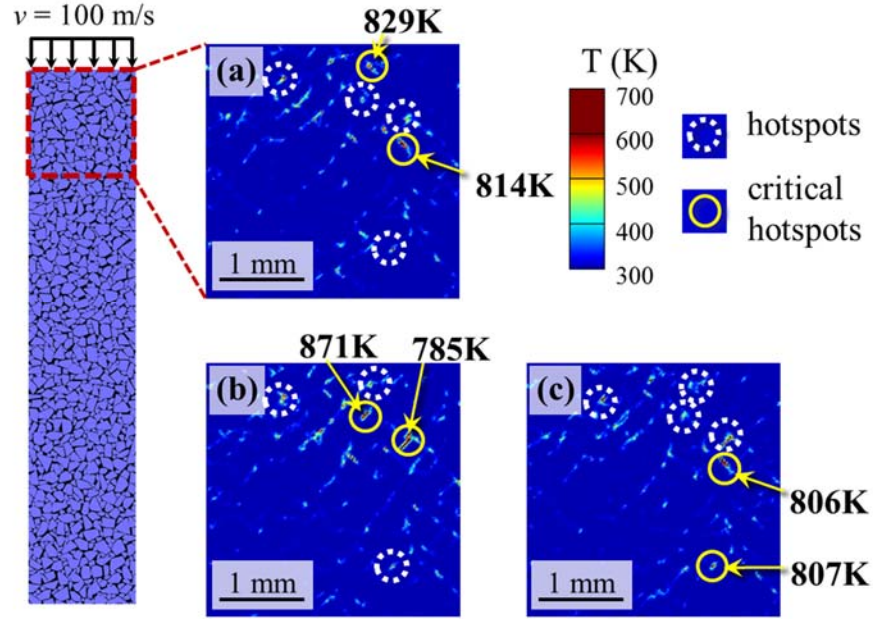 v = 100 m/s
829K
(a)
814K
1 mm
T (K)
700
600
500
400
300
hotspots
critical
hotspots
871K
785K
(b)
1 mm
(c)
806K
807K
1 mm